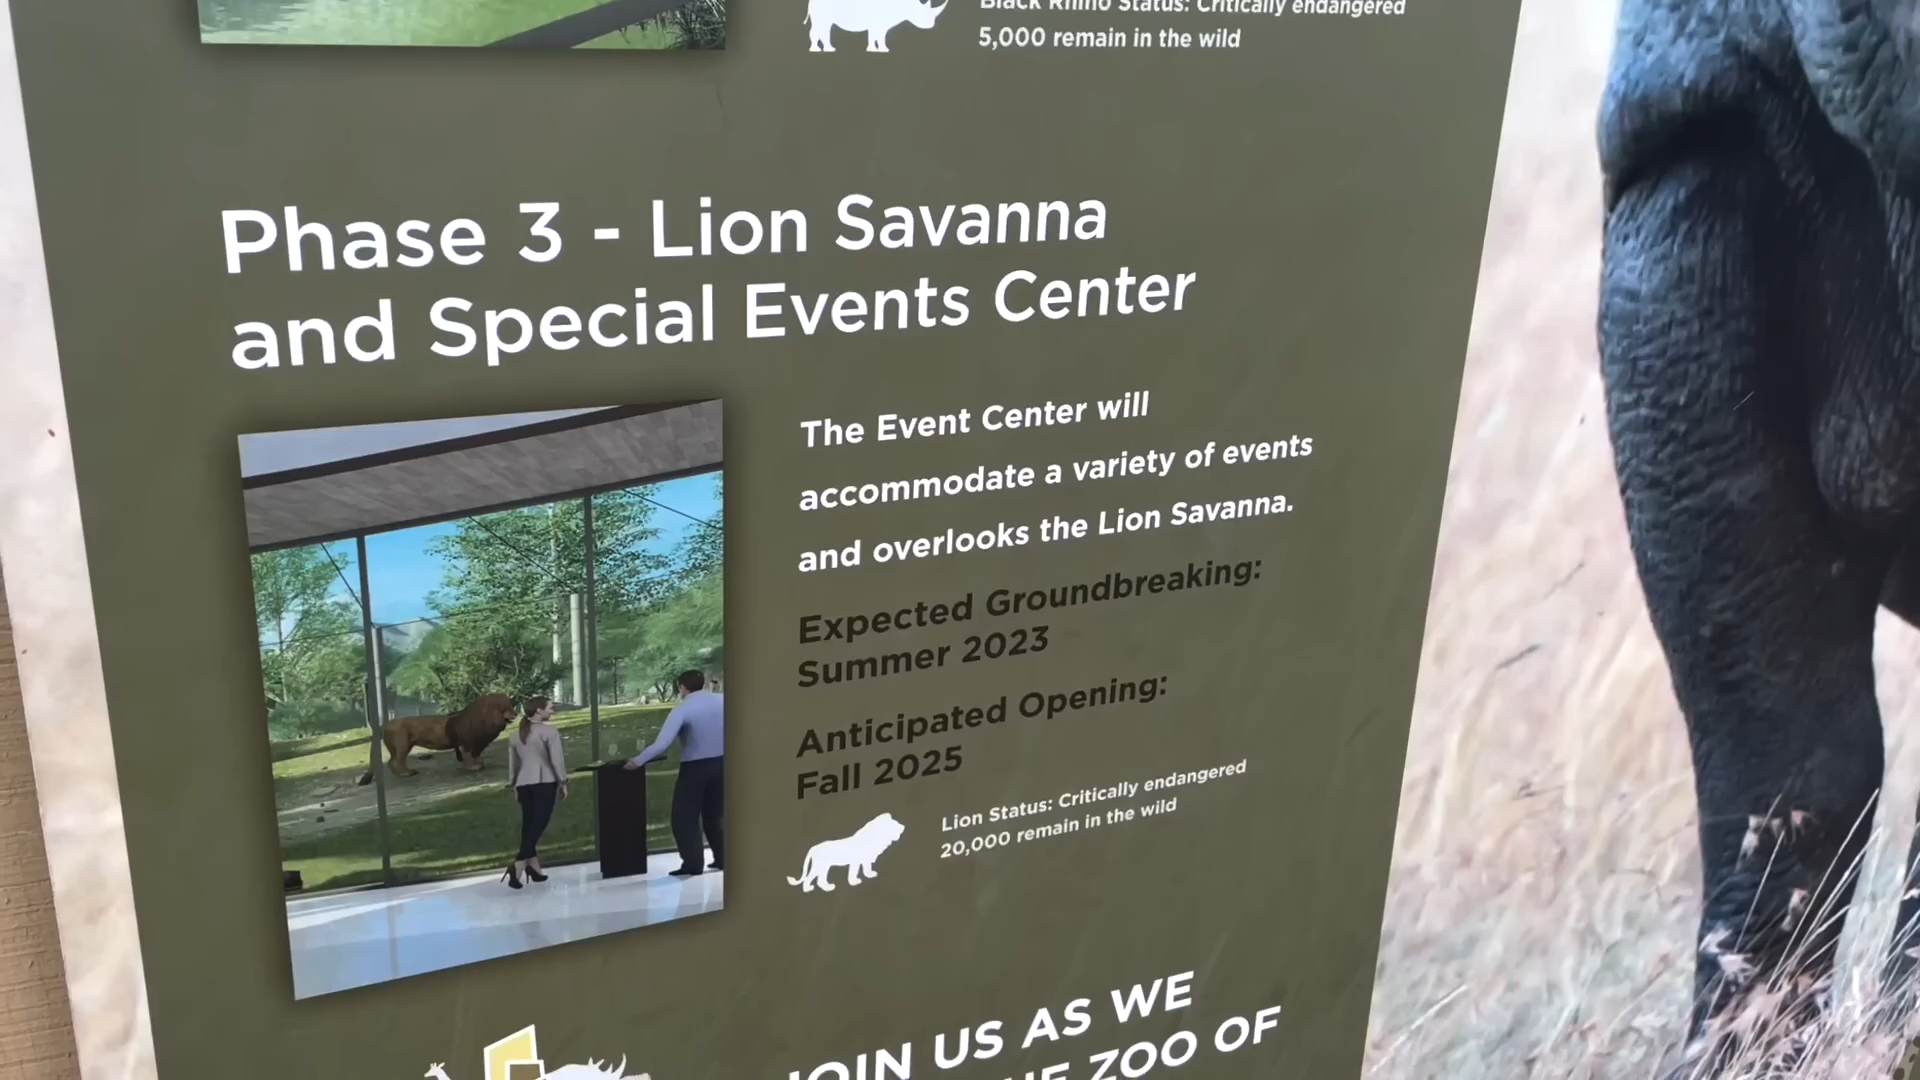 Black Rhino Status: Critically endangered
5,000 remain in the wild
Phase 3 - Lion Savanna
and Special Events Center
The Event Center will
accommodate a variety of events
and overlooks the Lion Savanna.
Expected Groundbreaking:
Summer 2023
Anticipated Opening:
Fall 2025
Lion Status: Critically endangered
20,000 remain in the wild
JOIN US AS WE
ZOO OF